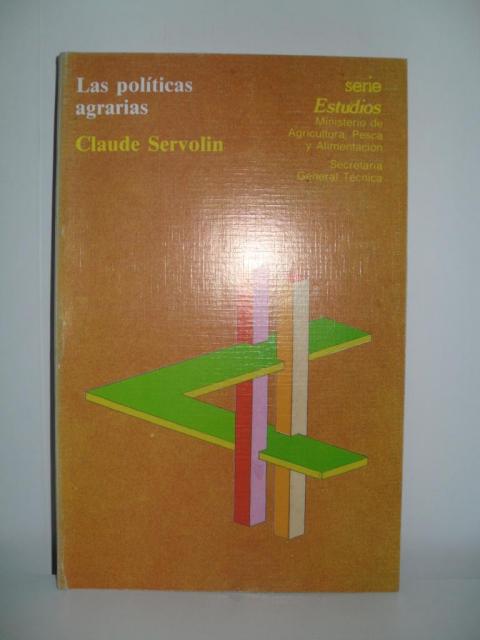 Las políticas
agrarias
Claude Servolin
serie
Estudios
Ministerio de
Agricultura, Pesca
y Alimentación
Secretaría
General Técnica